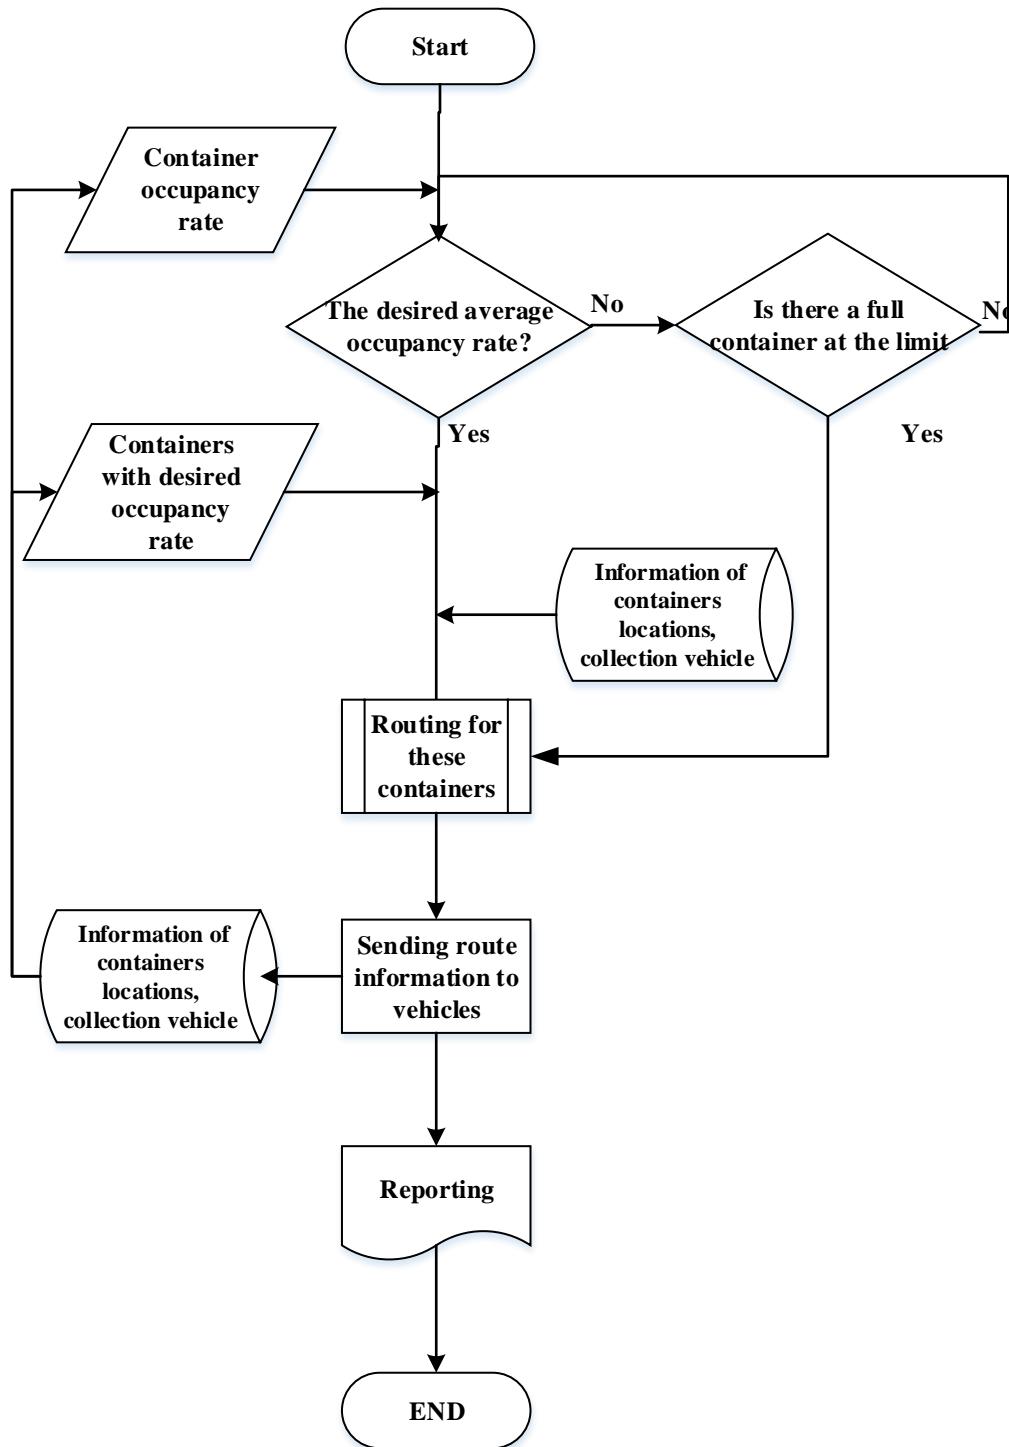 Start
Container
occupancy
rate
The desired average
occupancy rate?
No
Is there a full
container at the limit
No
Yes
Yes
Containers
with desired
occupancy
rate
Information of
containers
locations,
collection vehicle
Routing for
these
containers
Information of
containers
locations,
collection vehicle
Sending route
information to
vehicles
Reporting
END